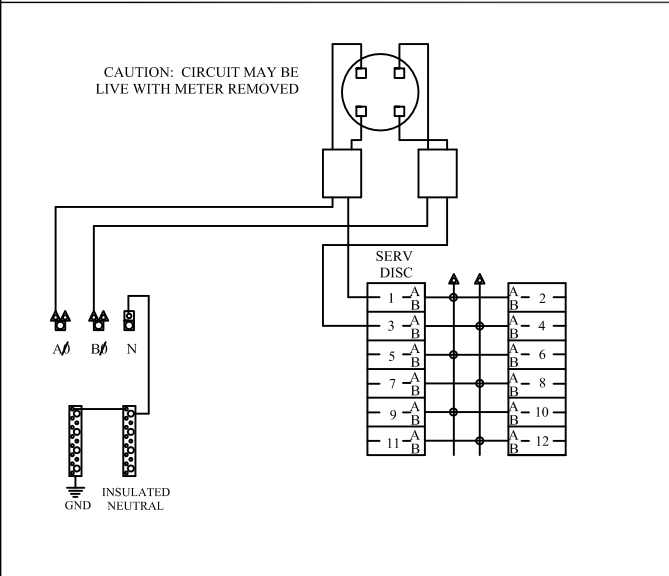 CAUTION: CIRCUIT MAY BE
LIVE WITH METER REMOVED
SERV
DISC
1 A B
A B 2
3 A B
A B 4
5 A B
A B 6
7 A B
A B 8
9 A B
A B 10
11 A B
A B 12
AØ BØ N
GND
INSULATED
NEUTRAL